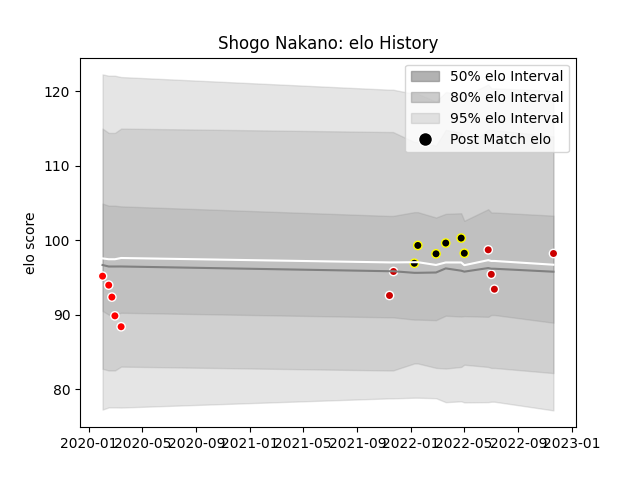 Shogo Nakano: elo History
50% elo Interval
80% elo Interval
95% elo Interval
Post Match elo
elo score
120
110
100
90
80
2020-01 2020-05 2020-09 2021-01 2021-05 2021-09 2022-01 2022-05 2022-09 2023-01